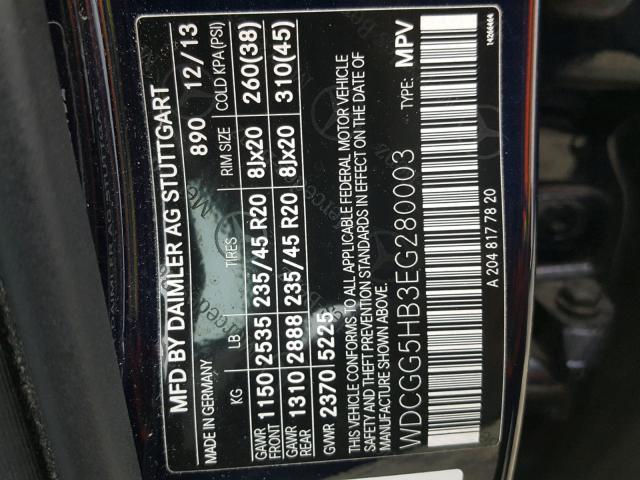 MFD BY DAIMLER AG STUTTGART
MADE IN GERMANY 890 12/13
KG LB TIRES RIM SIZE COLD KPA(PSI)
GAWR FRONT 1150 2535 235/45 R20 8Jx20 260(38)
GAWR REAR 1310 2888 235/45 R20 8Jx20 310(45)
GVWR 2370 5225
THIS VEHICLE CONFORMS TO ALL APPLICABLE FEDERAL MOTOR VEHICLE
SAFETY AND THEFT PREVENTION STANDARDS IN EFFECT ON THE DATE OF
MANUFACTURE SHOWN ABOVE.
TYPE: MPV
WDCGG5HB3EG280003
A 204 817 78 20